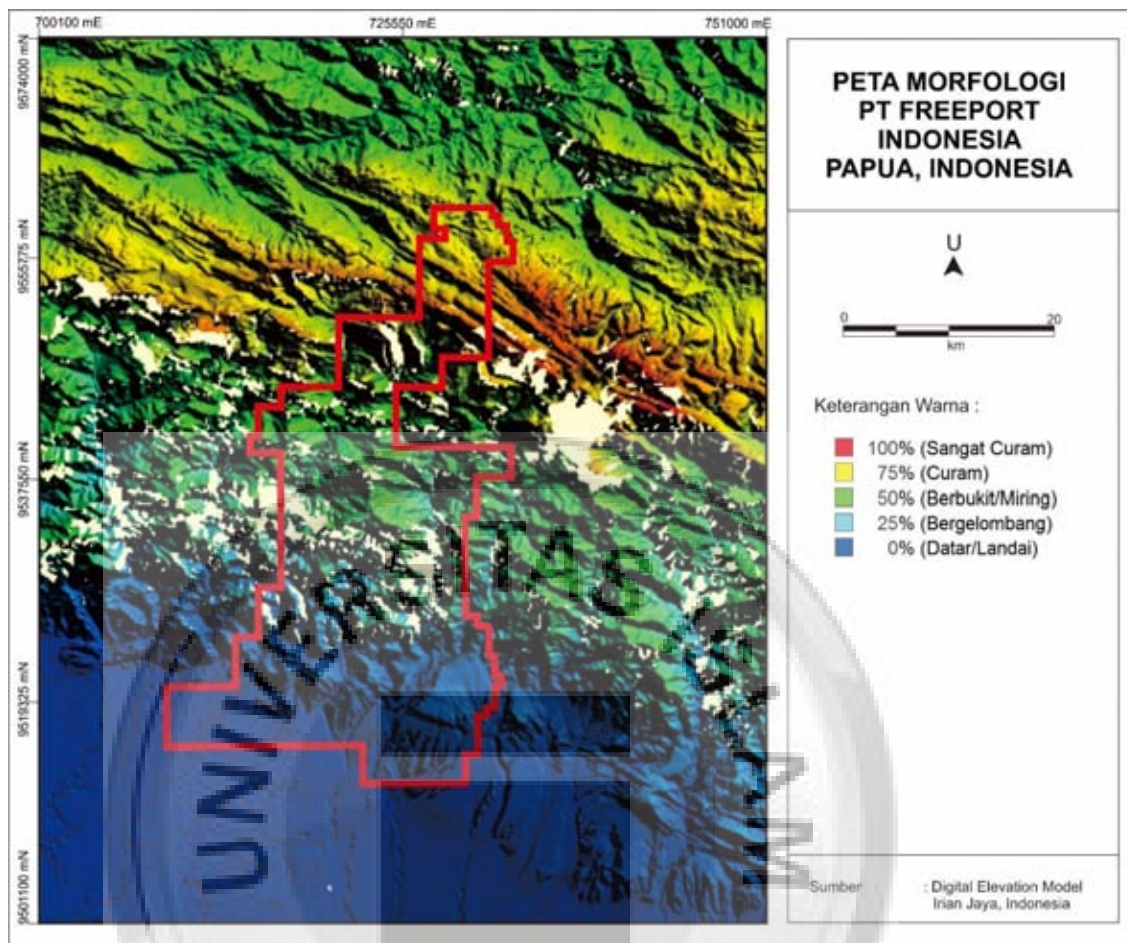 700100 mE
725550 mE
751000 mE
9574000 mN
9555775 mN
9537550 mN
9519325 mN
9501100 mN
PETA MORFOLOGI
PT FREEPORT
INDONESIA
PAPUA, INDONESIA
U
0 20
km
Keterangan Warna :
100% (Sangat Curam)
75% (Curam)
50% (Berbukit/Miring)
25% (Bergelombang)
0% (Datar/Landai)
Sumber : Digital Elevation Model
Irian Jaya, Indonesia
UNIVERSITAS ISLAM